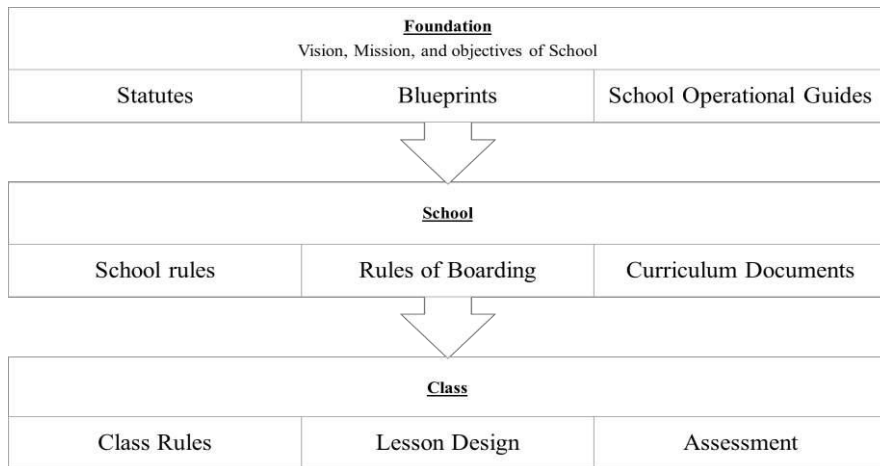 Foundation
Vision, Mission, and objectives of School
Statutes
Blueprints
School Operational Guides
School
School rules
Rules of Boarding
Curriculum Documents
Class
Class Rules
Lesson Design
Assessment